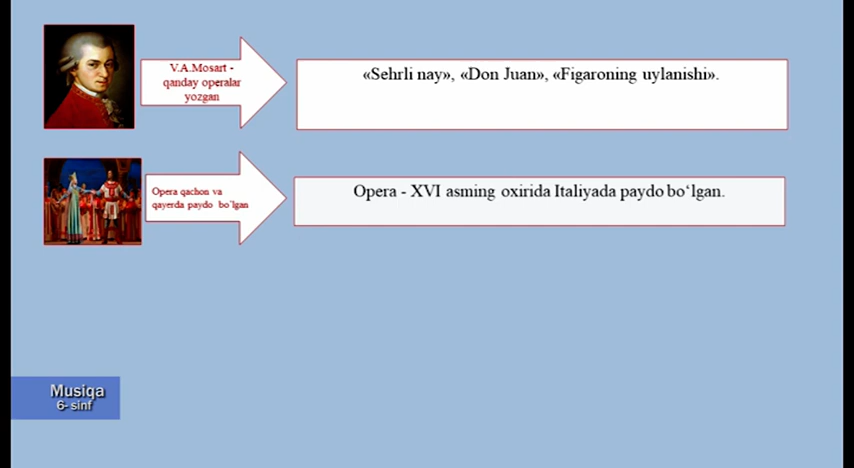 V.A.Mosart -
qanday operalar
yozgan
«Sehrli nay», «Don Juan», «Figaroning uylanishi».
Opera qachon va
qayerda paydo bo'lgan
Opera - XVI asming oxirida Italiyada paydo bo‘lgan.
Musiqa
6- sinf